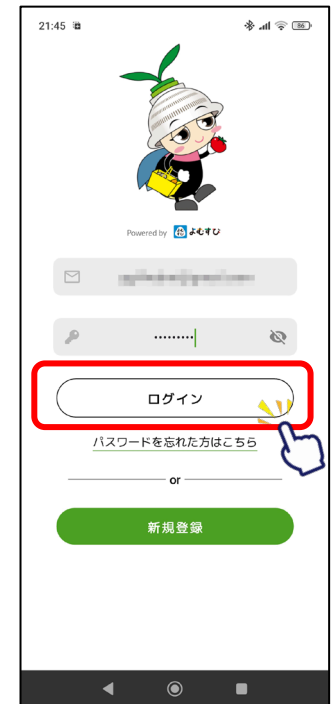 21:45
86
Powered by よむすび
•••••••••
ログイン
パスワードを忘れた方はこちら
or
新規登録